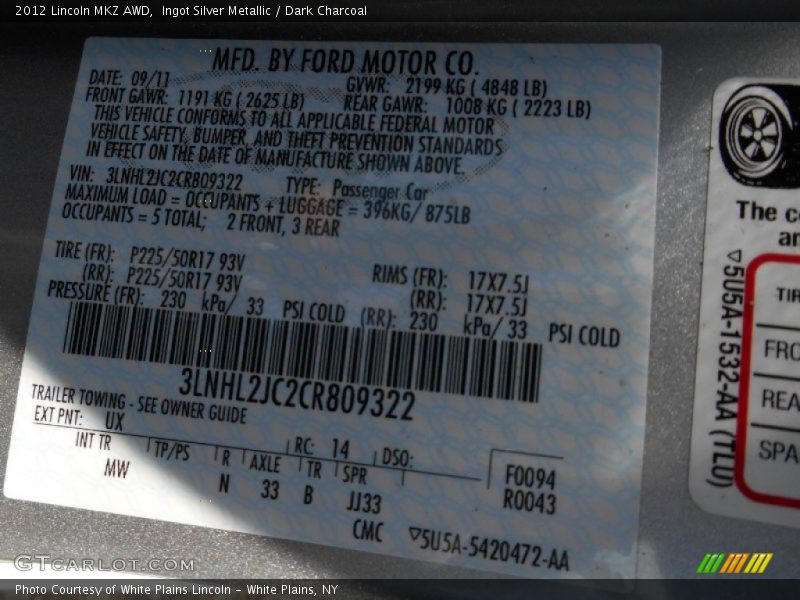 2012 Lincoln MKZ AWD,  Ingot Silver Metallic / Dark Charcoal
MFD. BY FORD MOTOR CO.
DATE: 09/11 GVWR: 2199 KG ( 4848 LB)
FRONT GAWR: 1191 KG ( 2625 LB) REAR GAWR: 1008 KG ( 2223 LB)
THIS VEHICLE CONFORMS TO ALL APPLICABLE FEDERAL MOTOR
VEHICLE SAFETY, BUMPER, AND THEFT PREVENTION STANDARDS
IN EFFECT ON THE DATE OF MANUFACTURE SHOWN ABOVE.
VIN: 3LNHL2JC2CR809322 TYPE: Passenger Car
MAXIMUM LOAD = OCCUPANTS + LUGGAGE = 396KG/ 875LB
OCCUPANTS = 5 TOTAL; 2 FRONT, 3 REAR
TIRE (FR): P225/50R17 93V RIMS (FR): 17X7.5J
(RR): P225/50R17 93V (RR): 17X7.5J
PRESSURE (FR): 230 kPa/ 33 PSI COLD (RR): 230 kPa/ 33 PSI COLD
3LNHL2JC2CR809322
TRAILER TOWING - SEE OWNER GUIDE
EXT PNT: UX RC: 14 DSO:
INT TR TP/PS R AXLE TR SPR F0094
MW N 33 B JJ33 R0043
CMC ▽5U5A-5420472-AA
The co
an
▽5U5A-1532-AA (TLU)
TIR
FRO
REA
SPA
GTCARLOT.COM
Photo Courtesy of White Plains Lincoln - White Plains, NY